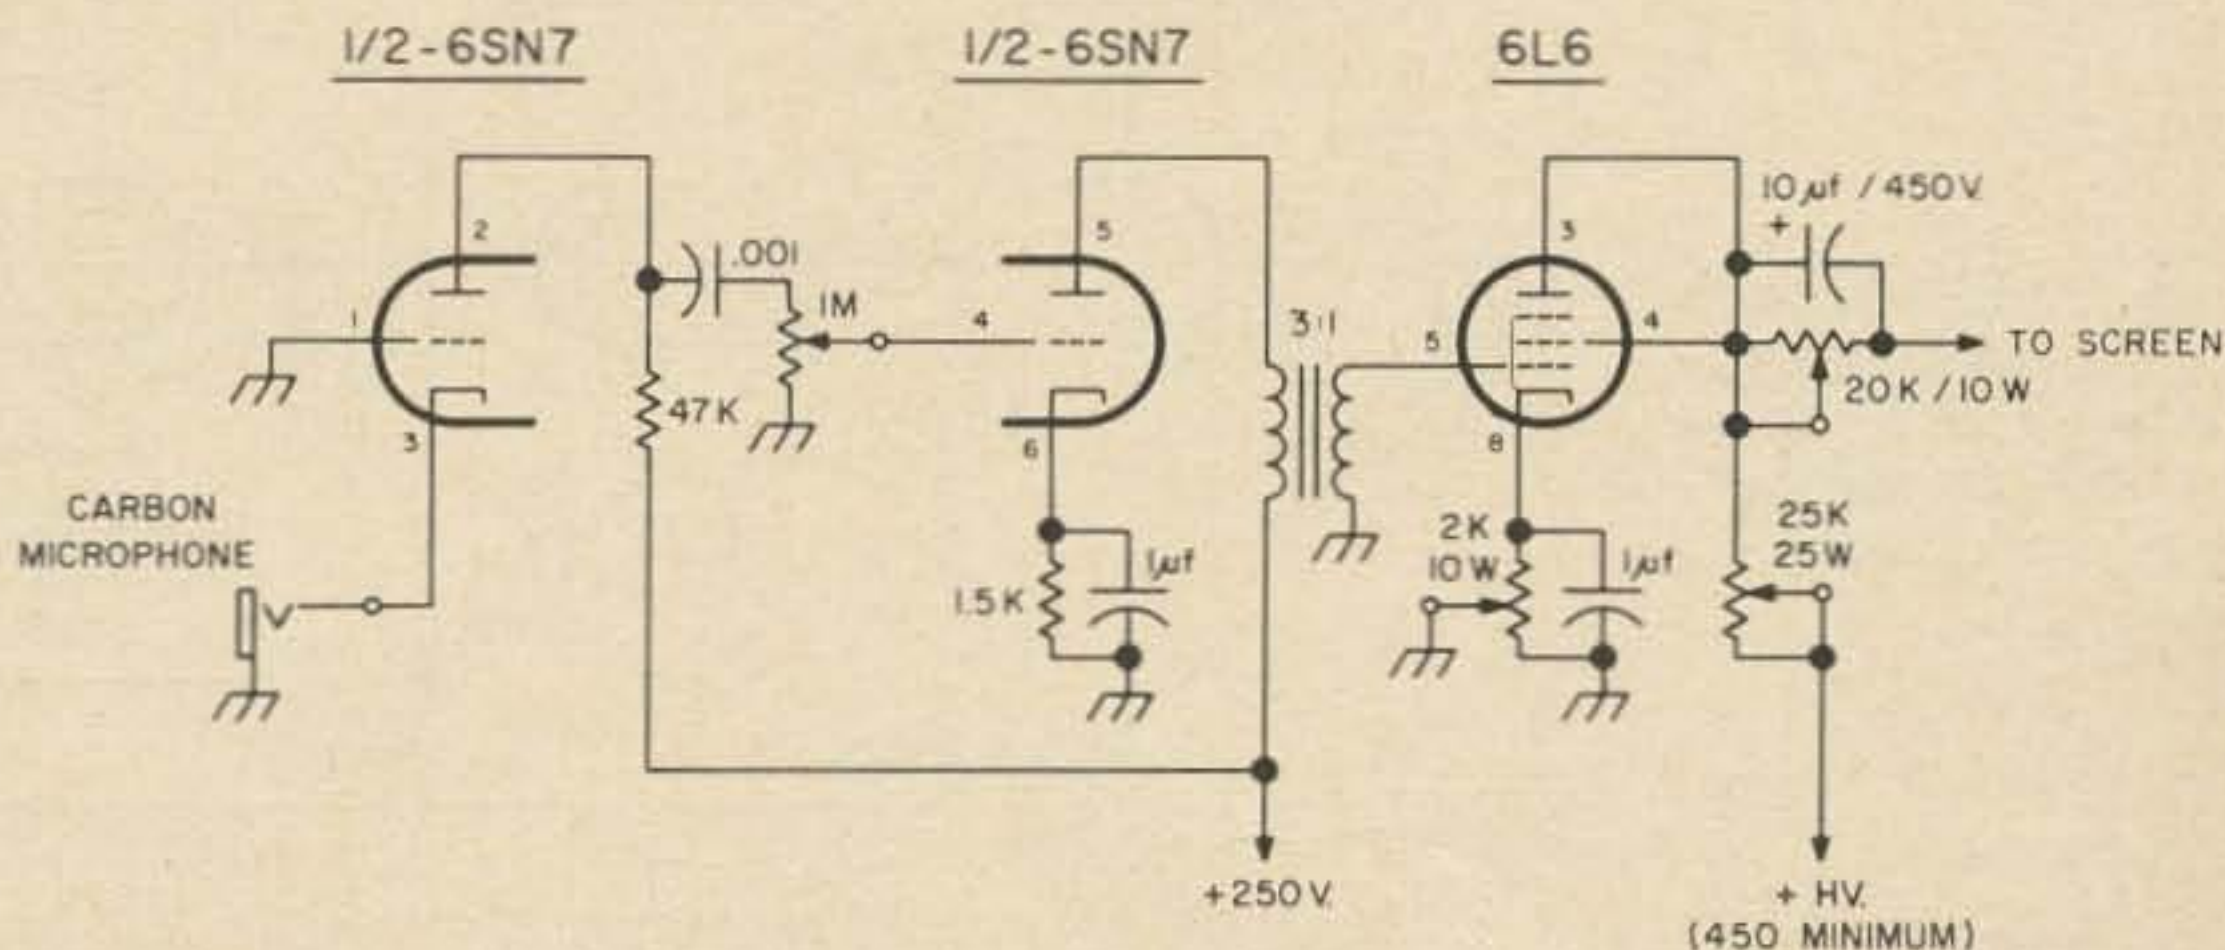 1/2-6SN7
1/2-6SN7
6L6
2
5
3
10µf / 450V.
+
.001
1
1M
4
3:1
5
4
TO SCREEN
20K / 10W
47K
3
6
8
CARBON
MICROPHONE
1.5K
1µf
2K
10W
1µf
25K
25W
+250V.
+ HV.
(450 MINIMUM)